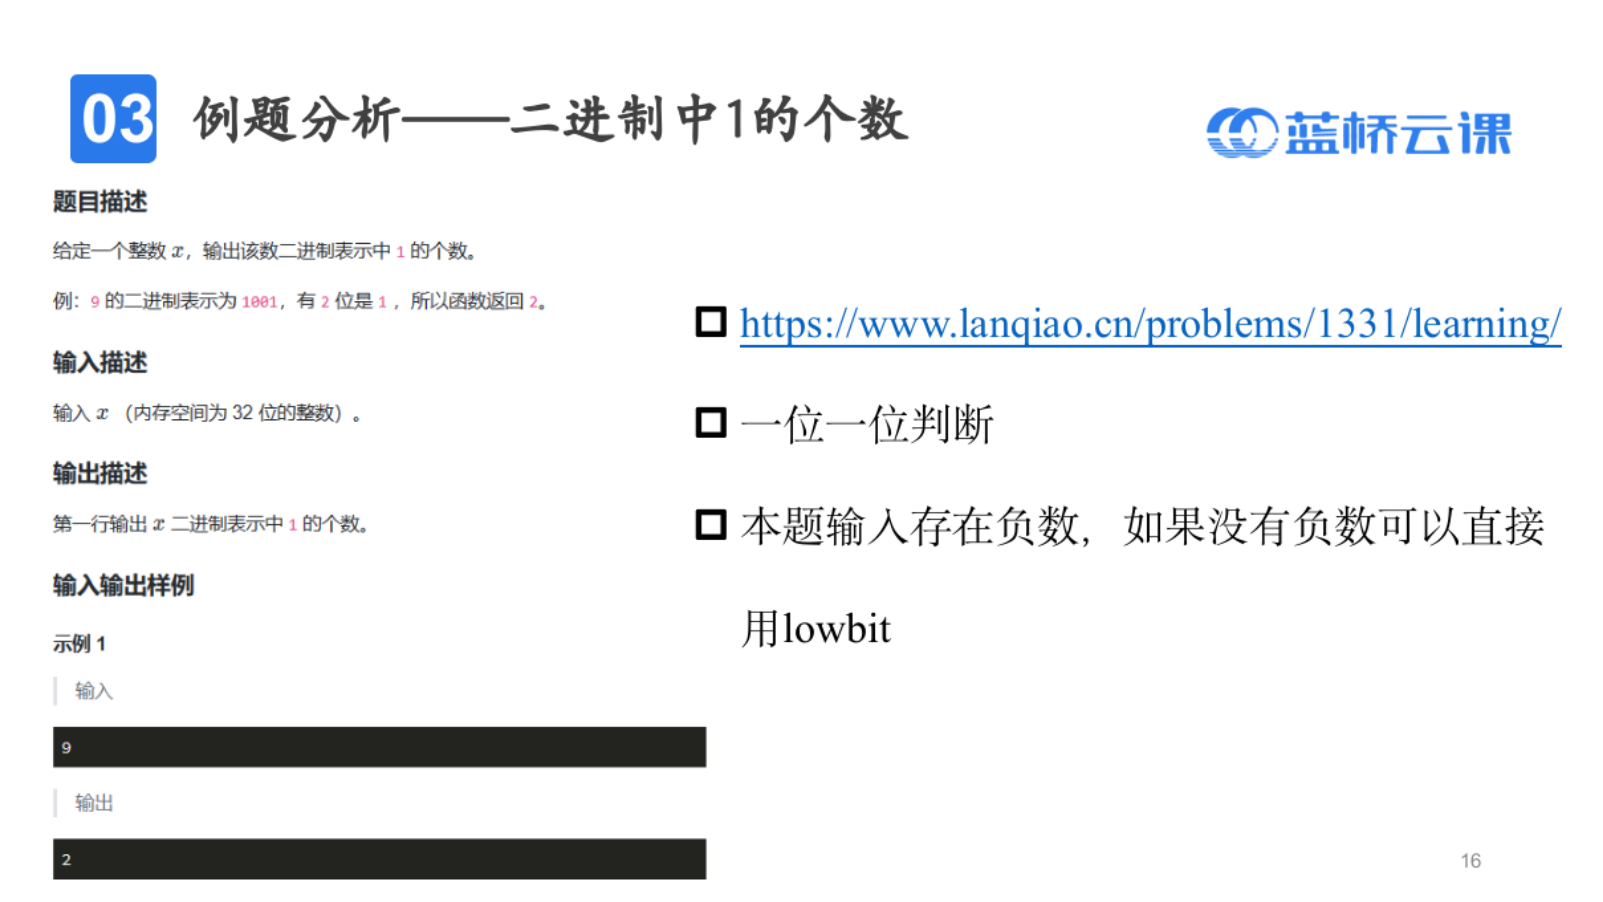 03
例题分析——二进制中1的个数
蓝桥云课
题目描述
给定一个整数 x，输出该数二进制表示中 1 的个数。
例：9 的二进制表示为 1001，有 2 位是 1 ，所以函数返回 2。
输入描述
输入 x （内存空间为 32 位的整数）。
输出描述
第一行输出 x 二进制表示中 1 的个数。
输入输出样例
示例 1
输入
9
输出
2
https://www.lanqiao.cn/problems/1331/learning/
一位一位判断
本题输入存在负数，如果没有负数可以直接
用lowbit
16